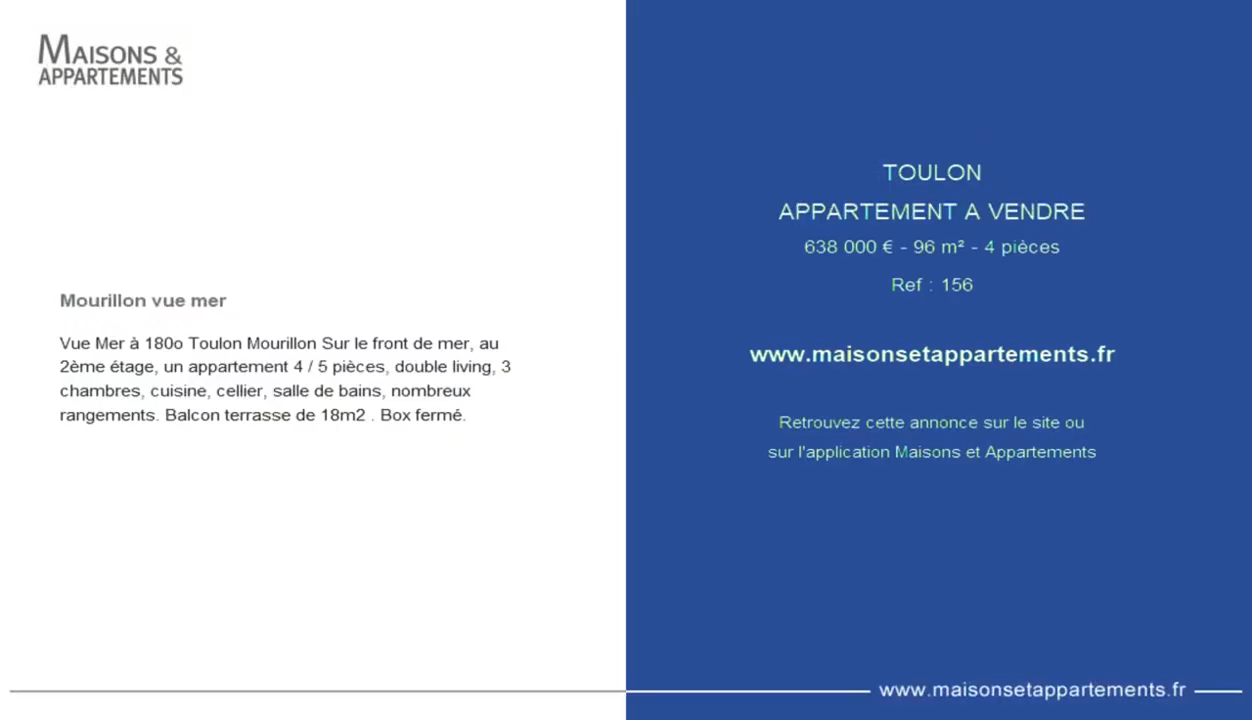 MAISONS &
APPARTEMENTS
Mourillon vue mer
Vue Mer à 180o Toulon Mourillon Sur le front de mer, au
2ème étage, un appartement 4 / 5 pièces, double living, 3
chambres, cuisine, cellier, salle de bains, nombreux
rangements. Balcon terrasse de 18m2 . Box fermé.
TOULON
APPARTEMENT A VENDRE
638 000 € - 96 m² - 4 pièces
Ref : 156
www.maisonsetappartements.fr
Retrouvez cette annonce sur le site ou
sur l'application Maisons et Appartements
www.maisonsetappartements.fr